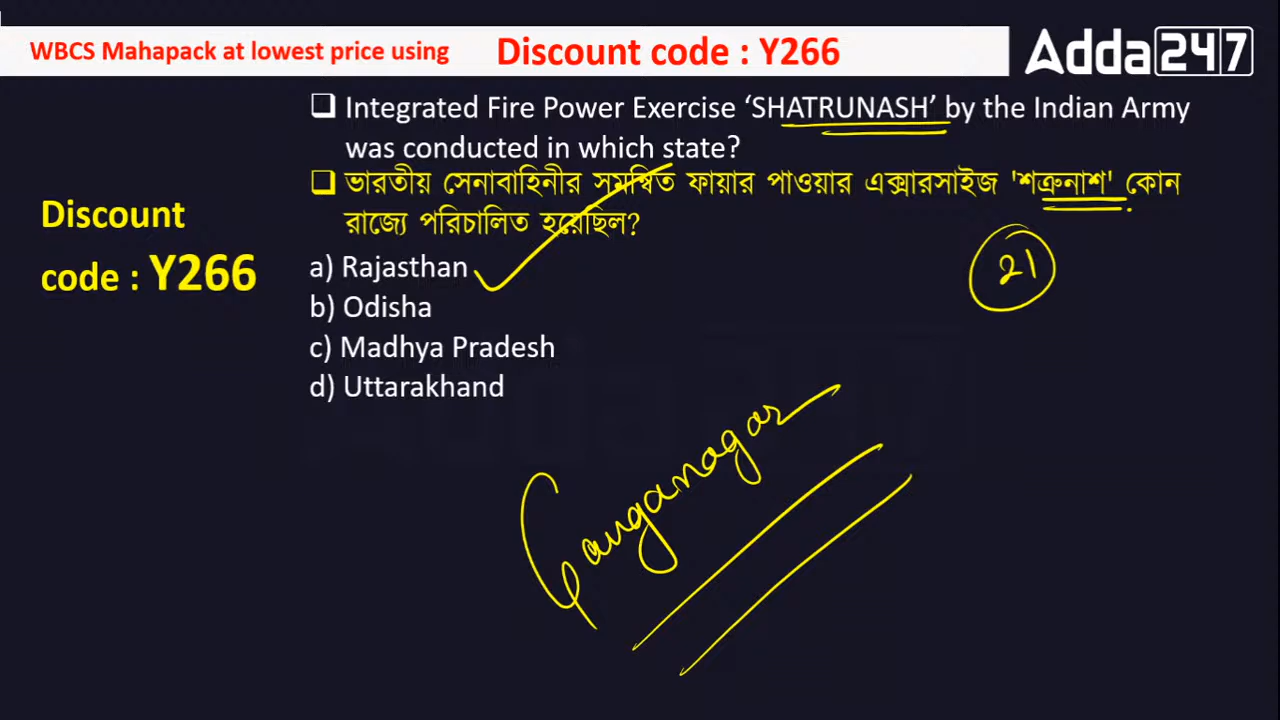 WBCS Mahapack at lowest price using Discount code : Y266
Adda247
Integrated Fire Power Exercise ‘SHATRUNASH’ by the Indian Army
was conducted in which state?
ভারতীয় সেনাবাহিনীর সমন্বিত ফায়ার পাওয়ার এক্সারসাইজ 'শত্রুনাশ' কোন
রাজ্যে পরিচালিত হয়েছিল?
Discount
code : Y266
a) Rajasthan
b) Odisha
c) Madhya Pradesh
d) Uttarakhand
21
Ganganagar